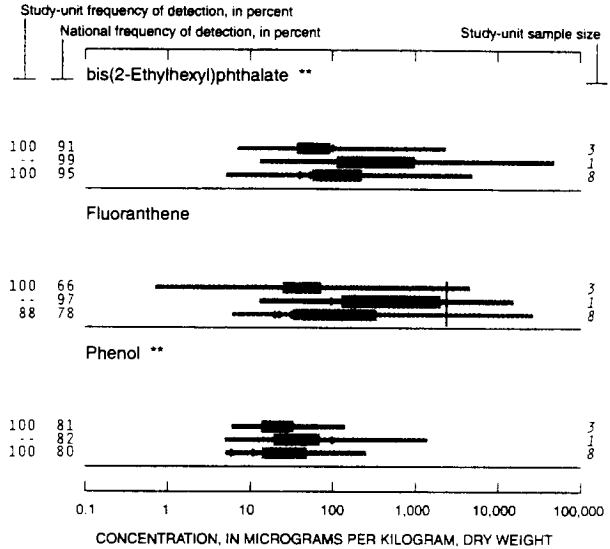 Study-unit frequency of detection, in percent
National frequency of detection, in percent
Study-unit sample size
bis(2-Ethylhexyl)phthalate **
100 91 3
-- 99 1
100 95 8
Fluoranthene
100 66 3
-- 97 1
88 78 8
Phenol **
100 81 3
-- 82 1
100 80 8
0.1 1 10 100 1,000 10,000 100,000
CONCENTRATION, IN MICROGRAMS PER KILOGRAM, DRY WEIGHT